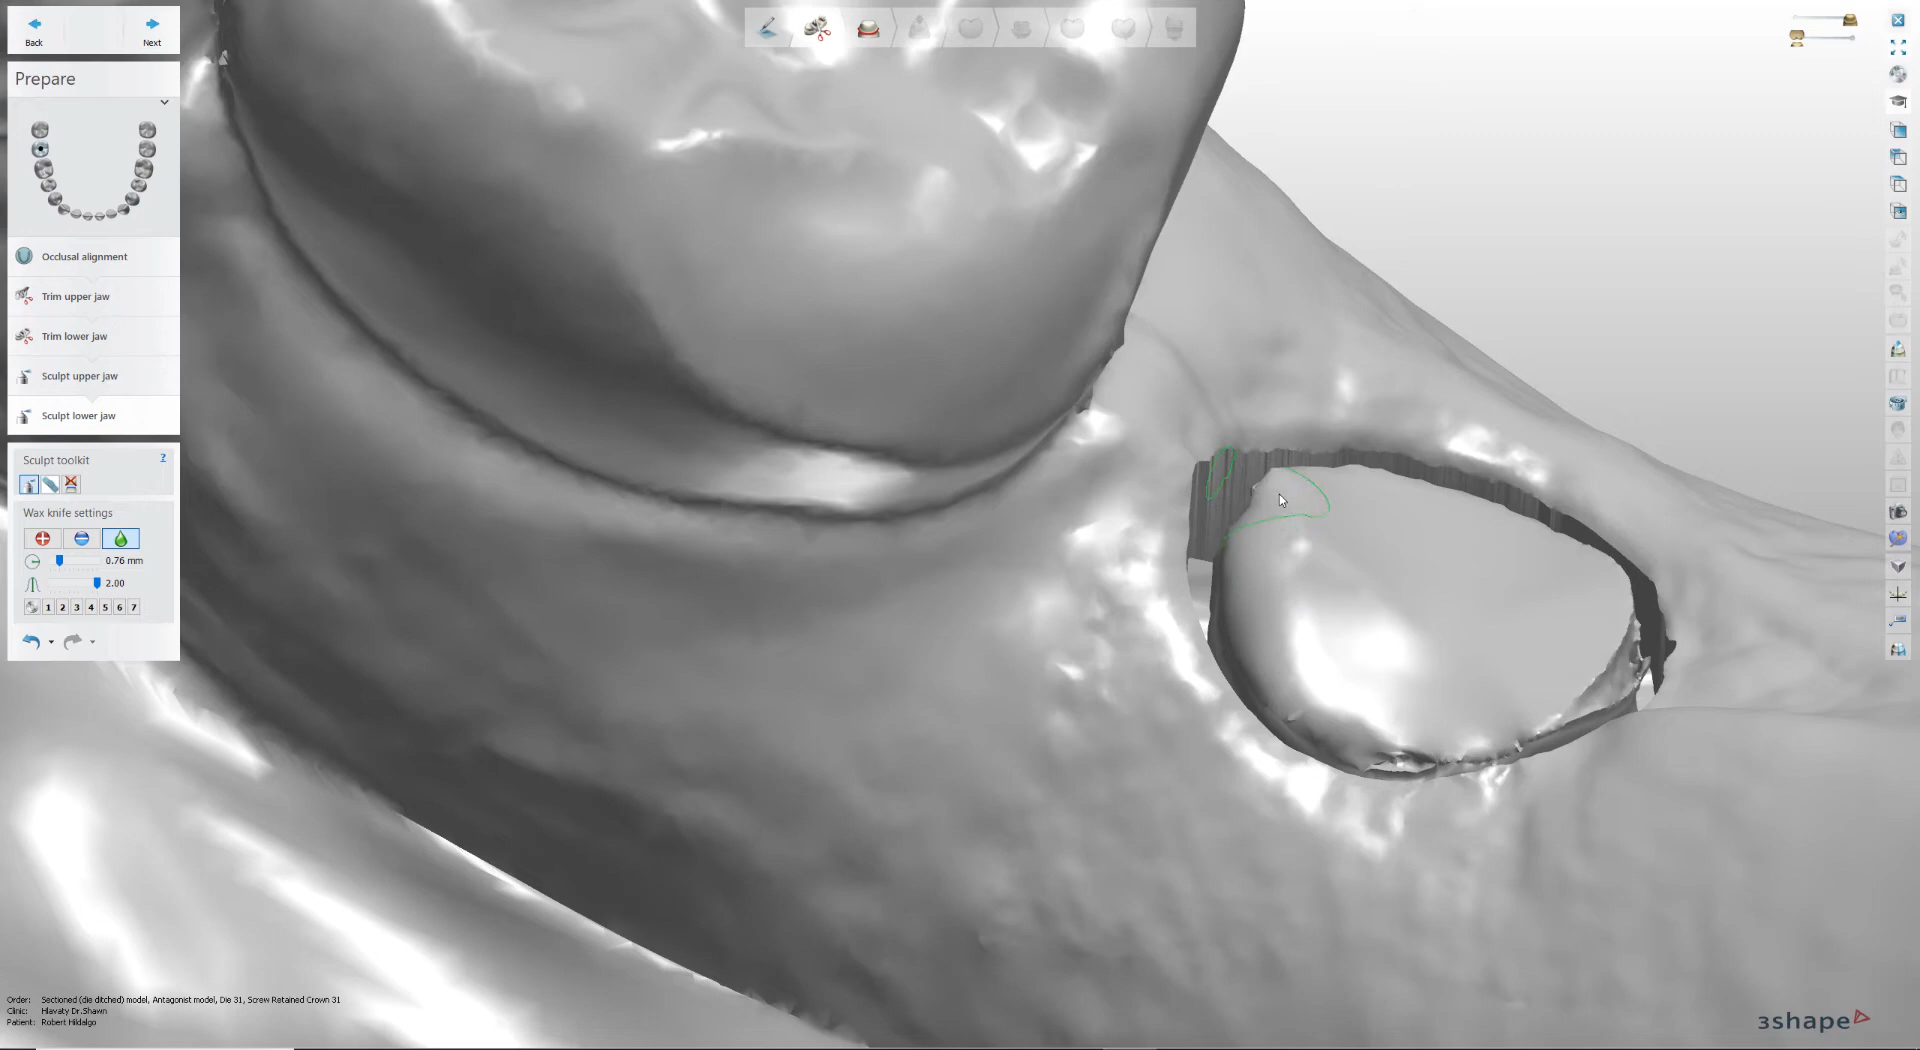 Back
Next
Prepare
Occlusal alignment
Trim upper jaw
Trim lower jaw
Sculpt upper jaw
Sculpt lower jaw
Sculpt toolkit
?
Wax knife settings
0.76 mm
2.00
1 2 3 4 5 6 7
Order: Sectioned (die ditched) model, Antagonist model, Die 31, Screw Retained Crown 31
Clinic: Hlavaty Dr.Shawn
Patient: Robert Hildalgo
3shape